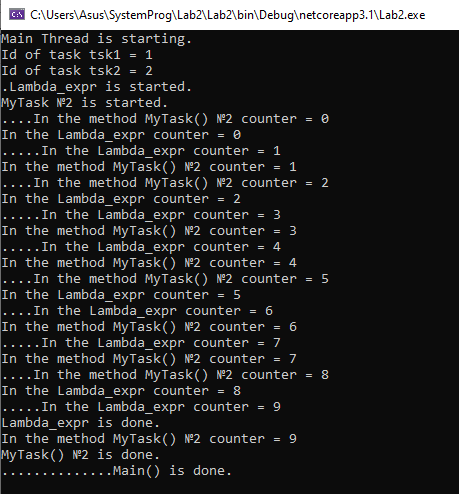 C:\Users\Asus\SystemProg\Lab2\Lab2\bin\Debug\netcoreapp3.1\Lab2.exe
Main Thread is starting.
Id of task tsk1 = 1
Id of task tsk2 = 2
.Lambda_expr is started.
MyTask №2 is started.
....In the method MyTask() №2 counter = 0
In the Lambda_expr counter = 0
.....In the Lambda_expr counter = 1
In the method MyTask() №2 counter = 1
....In the method MyTask() №2 counter = 2
In the Lambda_expr counter = 2
.....In the Lambda_expr counter = 3
In the method MyTask() №2 counter = 3
.....In the Lambda_expr counter = 4
In the method MyTask() №2 counter = 4
....In the method MyTask() №2 counter = 5
In the Lambda_expr counter = 5
....In the Lambda_expr counter = 6
In the method MyTask() №2 counter = 6
.....In the Lambda_expr counter = 7
In the method MyTask() №2 counter = 7
....In the method MyTask() №2 counter = 8
In the Lambda_expr counter = 8
.....In the Lambda_expr counter = 9
Lambda_expr is done.
In the method MyTask() №2 counter = 9
MyTask() №2 is done.
..............Main() is done.